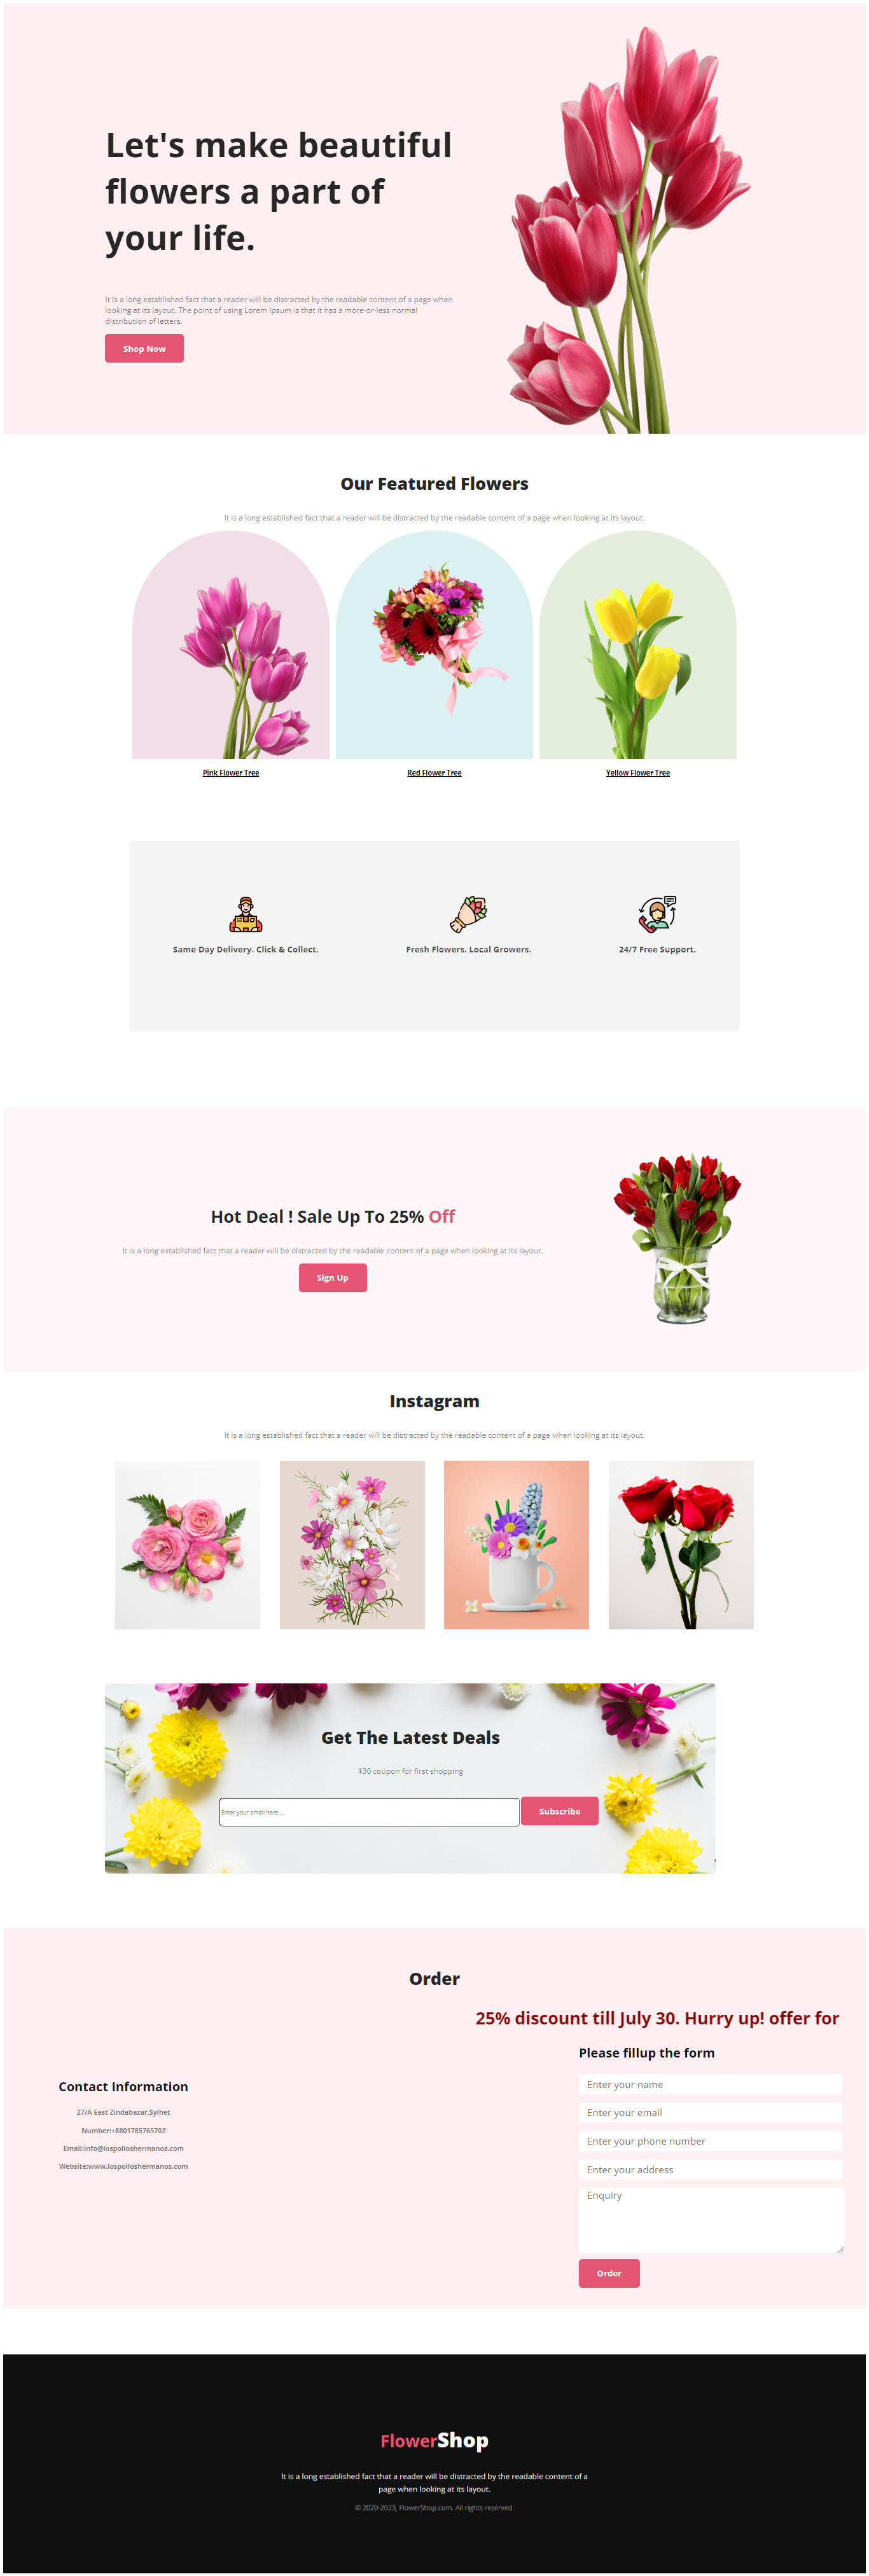 Let's make beautiful
flowers a part of
your life.
It is a long established fact that a reader will be distracted by the readable content of a page when
looking at its layout. The point of using Lorem Ipsum is that it has a more-or-less normal
distribution of letters.
Shop Now
Our Featured Flowers
It is a long established fact that a reader will be distracted by the readable content of a page when looking at its layout.
Pink Flower Tree
Red Flower Tree
Yellow Flower Tree
Same Day Delivery. Click & Collect.
Fresh Flowers. Local Growers.
24/7 Free Support.
Hot Deal ! Sale Up To 25% Off
It is a long established fact that a reader will be distracted by the readable content of a page when looking at its layout.
Sign Up
Instagram
It is a long established fact that a reader will be distracted by the readable content of a page when looking at its layout.
Get The Latest Deals
$30 coupon for first shopping
Enter your email here....
Subscribe
Order
25% discount till July 30. Hurry up! offer for
Contact Information
27/A East Zindabazar,Sylhet
Number:+8801785765702
Email:info@lospolloshermanos.com
Website:www.lospolloshermanos.com
Please fillup the form
Enter your name
Enter your email
Enter your phone number
Enter your address
Enquiry
Order
FlowerShop
It is a long established fact that a reader will be distracted by the readable content of a
page when looking at its layout.
© 2020-2023, FlowerShop.com. All rights reserved.